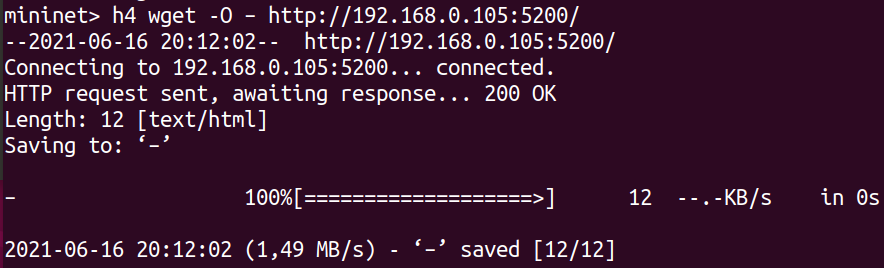 mininet> h4 wget -O – http://192.168.0.105:5200/
--2021-06-16 20:12:02--  http://192.168.0.105:5200/
Connecting to 192.168.0.105:5200... connected.
HTTP request sent, awaiting response... 200 OK
Length: 12 [text/html]
Saving to: ‘–’
–                   100%[===================>]      12  --.-KB/s    in 0s
2021-06-16 20:12:02 (1,49 MB/s) - ‘–’ saved [12/12]